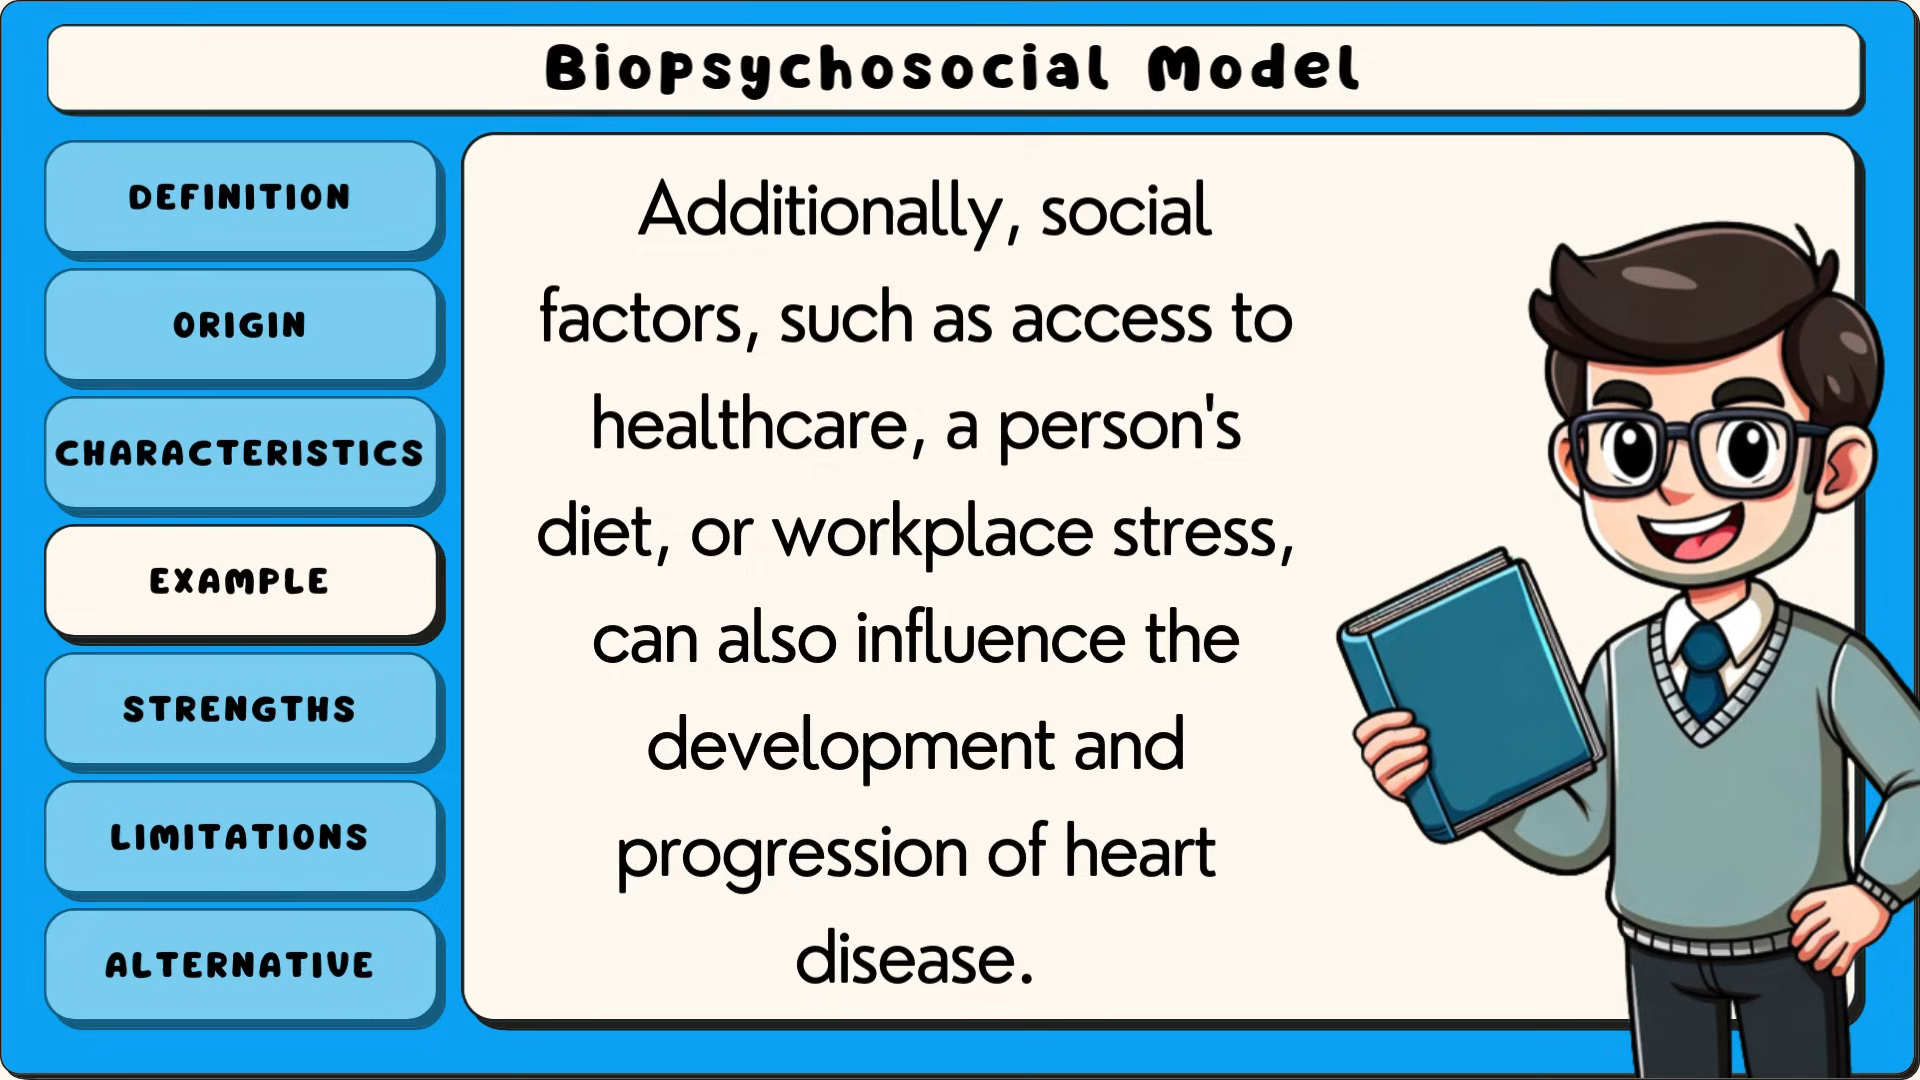 Biopsychosocial Model
DEFINITION
ORIGIN
CHARACTERISTICS
EXAMPLE
STRENGTHS
LIMITATIONS
ALTERNATIVE
Additionally, social
factors, such as access to
healthcare, a person's
diet, or workplace stress,
can also influence the
development and
progression of heart
disease.